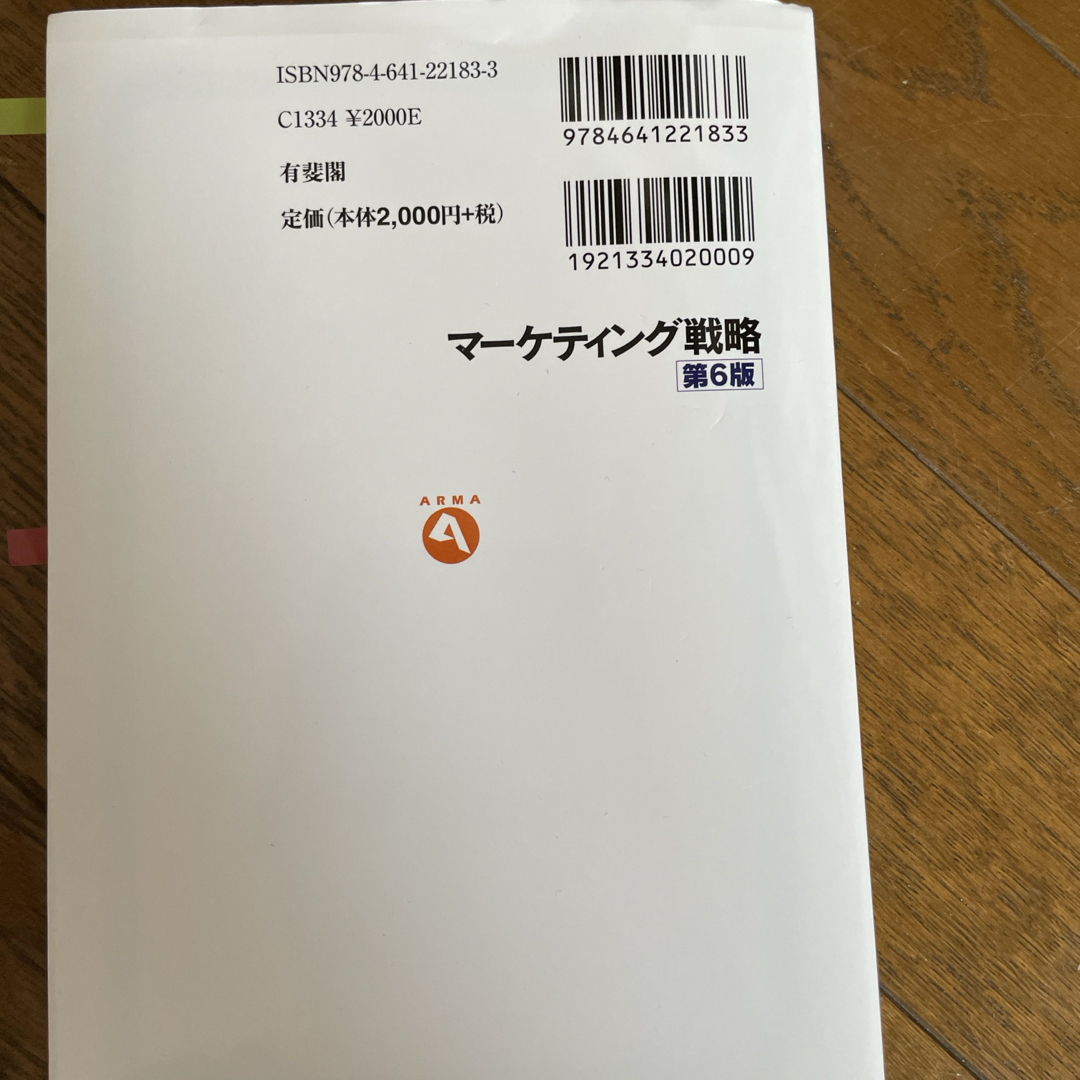 ISBN978-4-641-22183-3
C1334 ¥2000E
有斐閣
定価(本体2,000円+税)
9784641221833
1921334020009
マーケティング戦略
第6版
ARMA